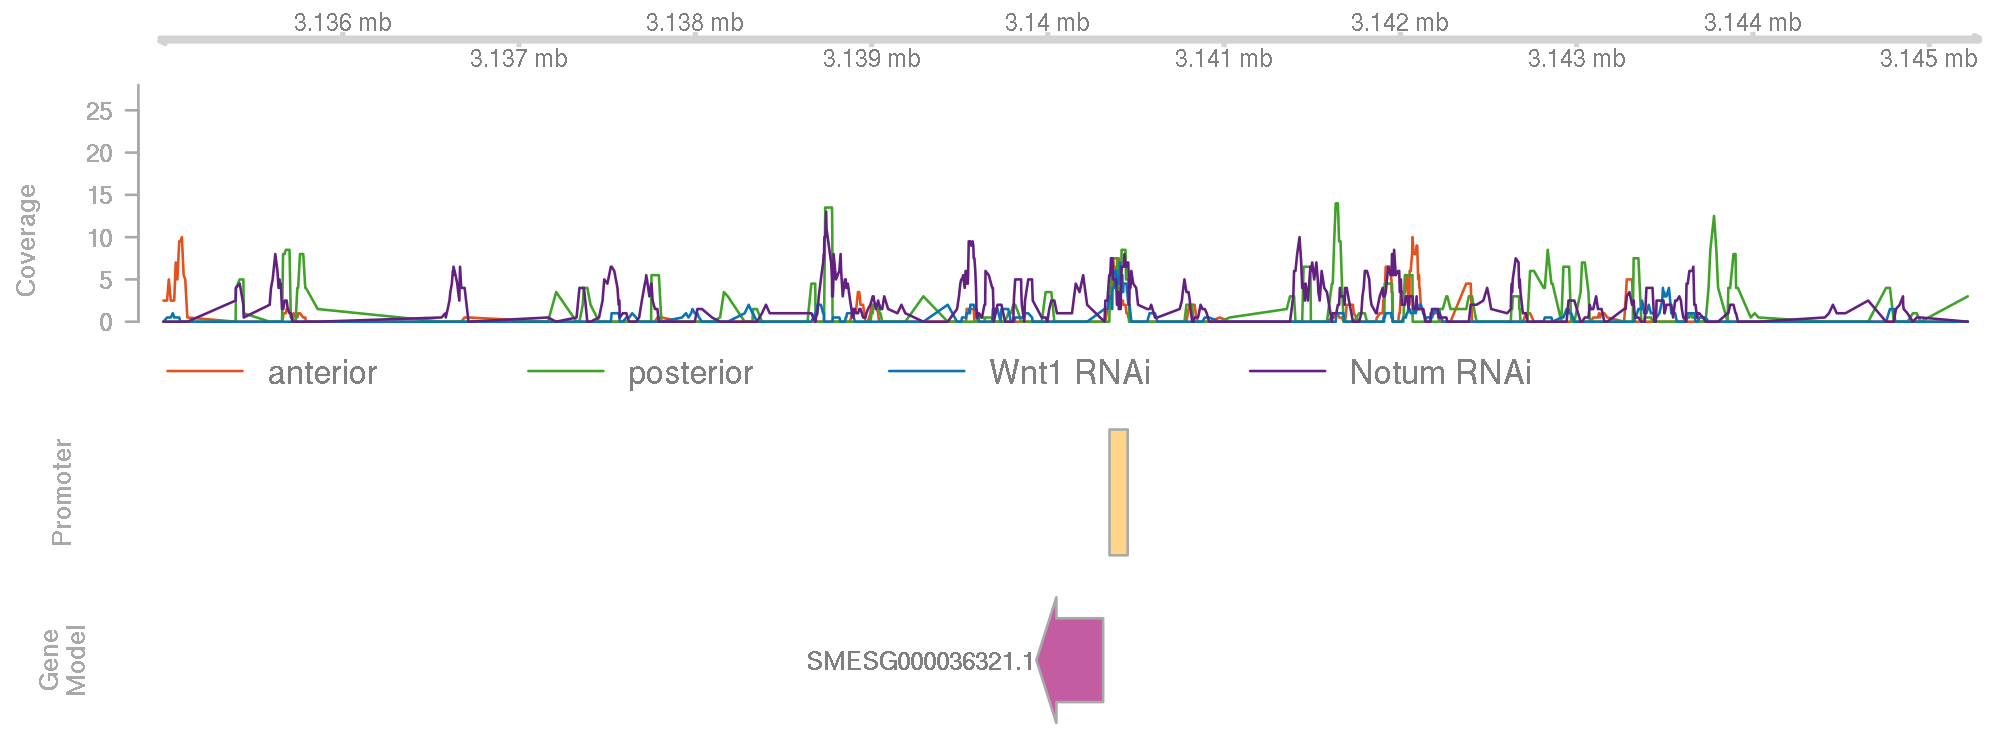 3.136 mb 3.138 mb 3.14 mb 3.142 mb 3.144 mb
3.137 mb 3.139 mb 3.141 mb 3.143 mb 3.145 mb
Coverage
25
20
15
10
5
0
anterior posterior Wnt1 RNAi Notum RNAi
Promoter
Gene
Model
SMESG000036321.1